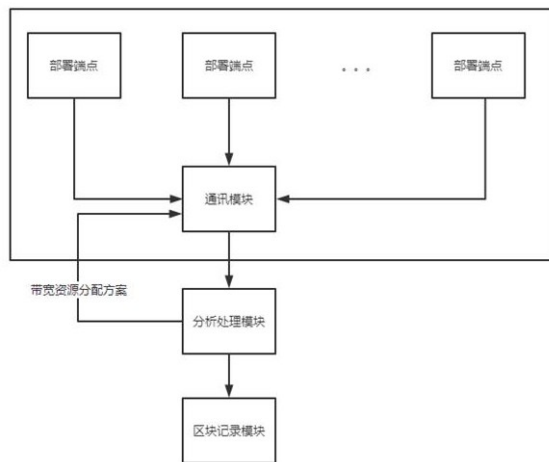 部署端点
部署端点
...
部署端点
通讯模块
带宽资源分配方案
分析处理模块
区块记录模块